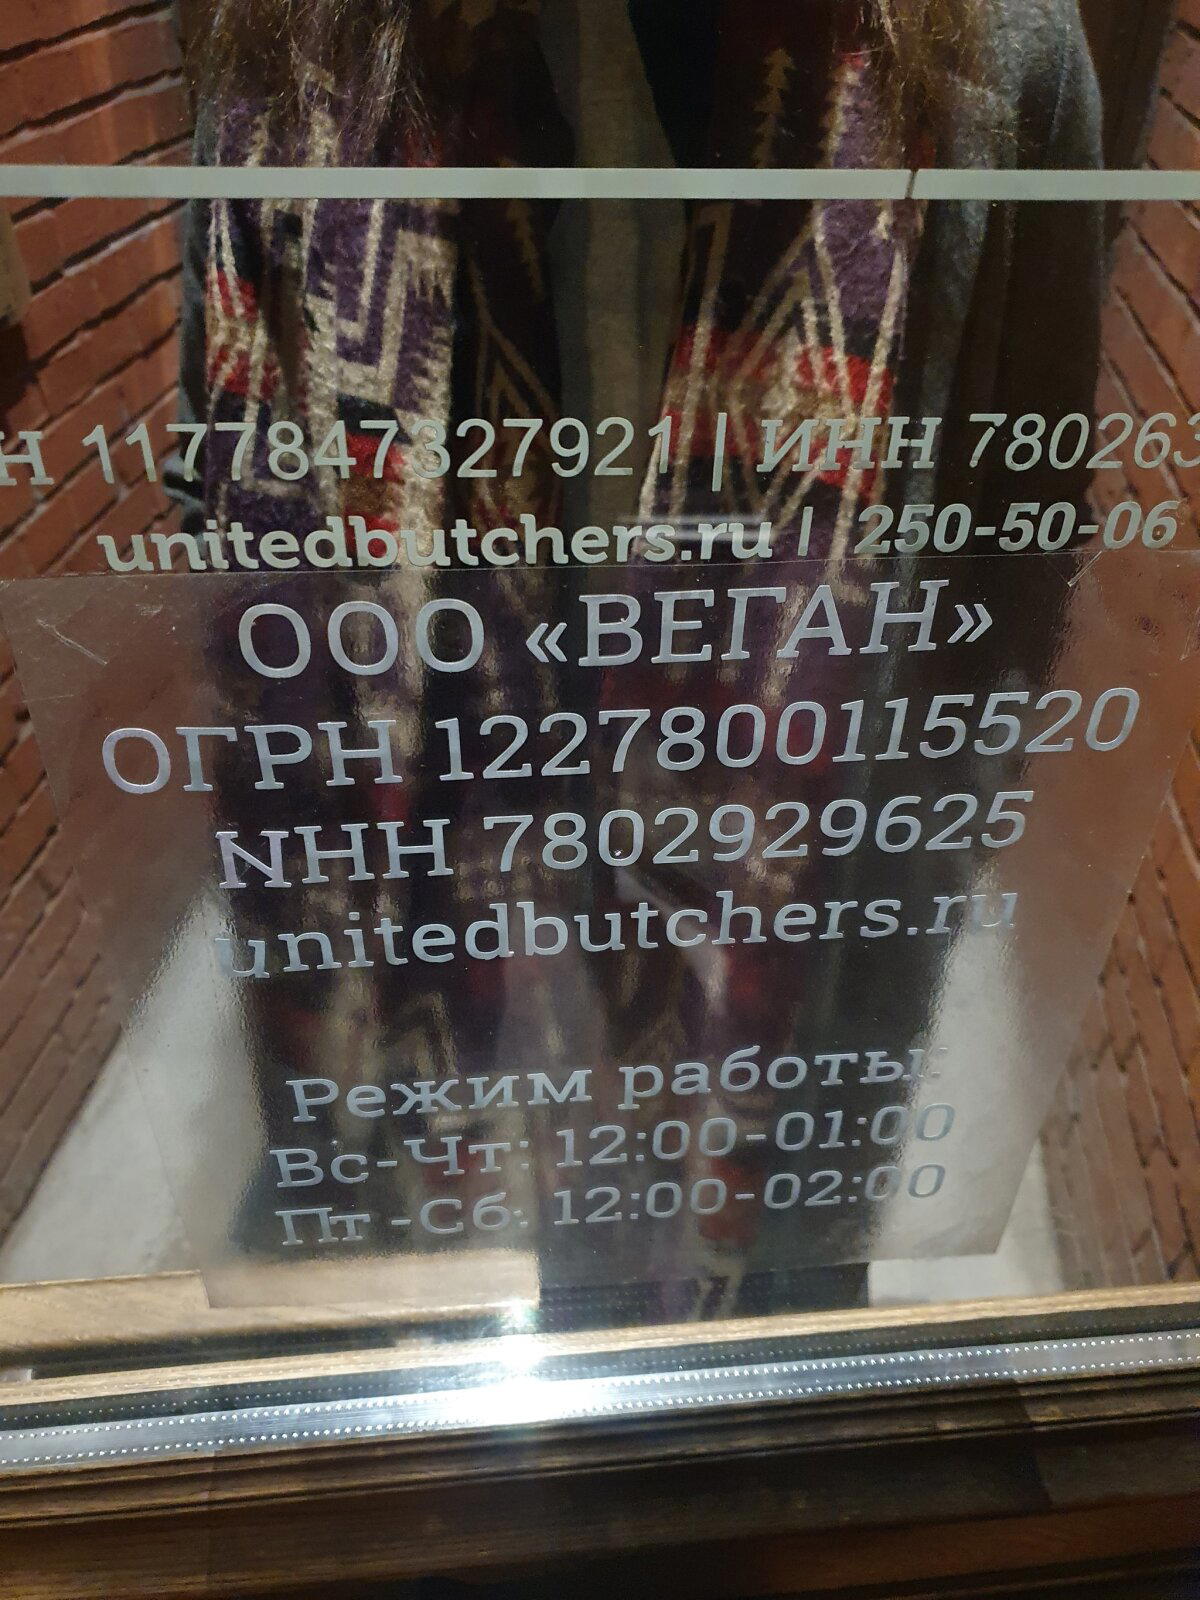 Н 1177847327921 | ИНН 780263
unitedbutchers.ru | 250-50-06
ООО «ВЕГАН»
ОГРН 1227800115520
ИНН 7802929625
unitedbutchers.ru
Режим работы:
Вс-Чт: 12:00-01:00
Пт -Сб: 12:00-02:00